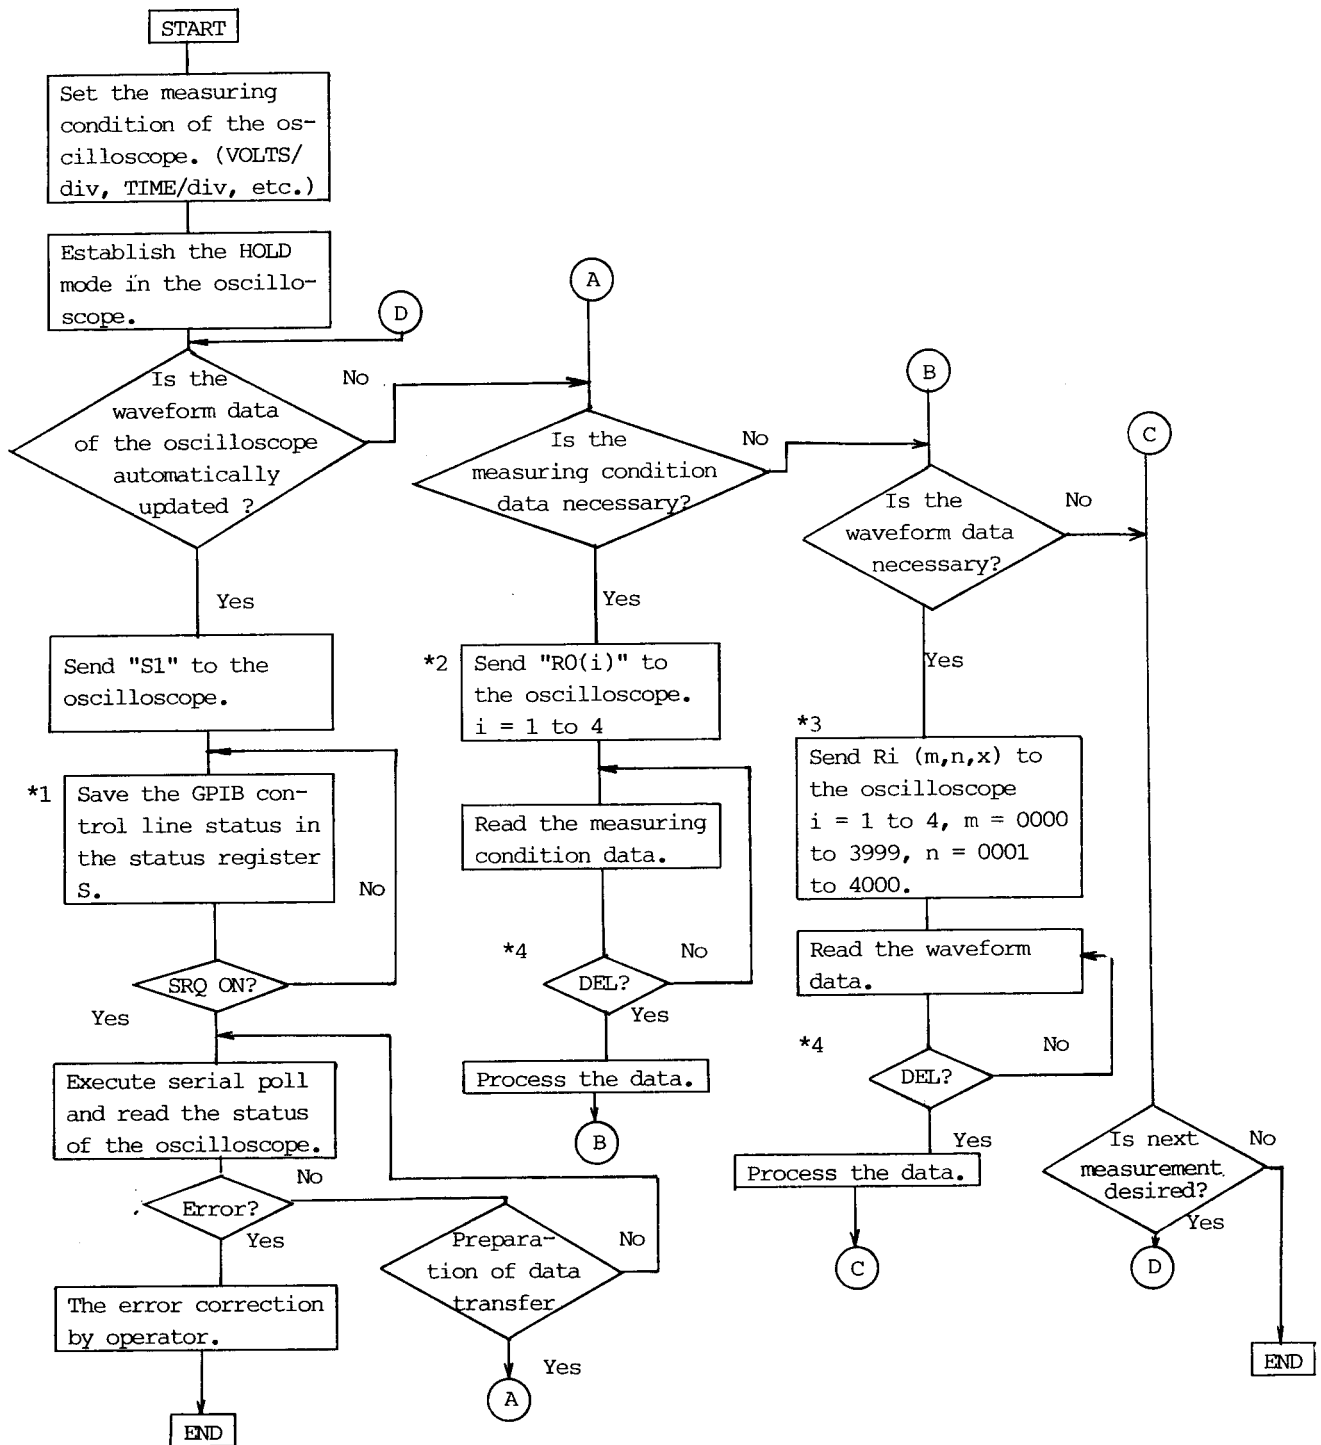 START
Set the measuring
condition of the os-
cilloscope. (VOLTS/
div, TIME/div, etc.)
Establish the HOLD
mode in the oscillo-
scope.
D
Is the
waveform data
of the oscilloscope
automatically
updated ?
No
Yes
Send "S1" to the
oscilloscope.
*1
Save the GPIB con-
trol line status in
the status register
S.
No
SRQ ON?
Yes
Execute serial poll
and read the status
of the oscilloscope.
No
Error?
Yes
The error correction
by operator.
END
Prepara-
tion of data
transfer
No
Yes
A
A
Is the
measuring condition
data necessary?
No
Yes
*2
Send "RO(i)" to
the oscilloscope.
i = 1 to 4
Read the measuring
condition data.
*4
No
DEL?
Yes
Process the data.
B
B
Is the
waveform data
necessary?
No
Yes
*3
Send Ri (m,n,x) to
the oscilloscope
i = 1 to 4, m = 0000
to 3999, n = 0001
to 4000.
Read the waveform
data.
*4
No
DEL?
Yes
Process the data.
C
C
Is next
measurement
desired?
No
Yes
D
END